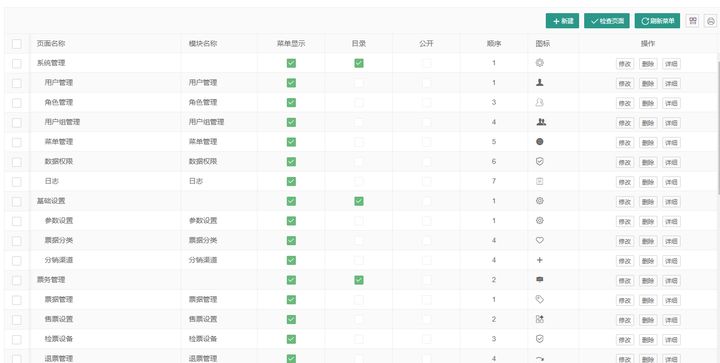 新建 检查页面 刷新菜单
页面名称 模块名称 菜单显示 目录 公开 顺序 图标 操作
系统管理 1 修改 删除 详细
用户管理 用户管理 1 修改 删除 详细
角色管理 角色管理 3 修改 删除 详细
用户组管理 用户组管理 4 修改 删除 详细
菜单管理 菜单管理 5 修改 删除 详细
数据权限 数据权限 6 修改 删除 详细
日志 日志 7 修改 删除 详细
基础设置 1 修改 删除 详细
参数设置 参数设置 1 修改 删除 详细
票据分类 票据分类 4 修改 删除 详细
分销渠道 分销渠道 4 修改 删除 详细
票务管理 2 修改 删除 详细
票据管理 票据管理 1 修改 删除 详细
售票设置 售票设置 2 修改 删除 详细
检票设备 检票设备 3 修改 删除 详细
退票管理 退票管理 4 修改 删除 详细